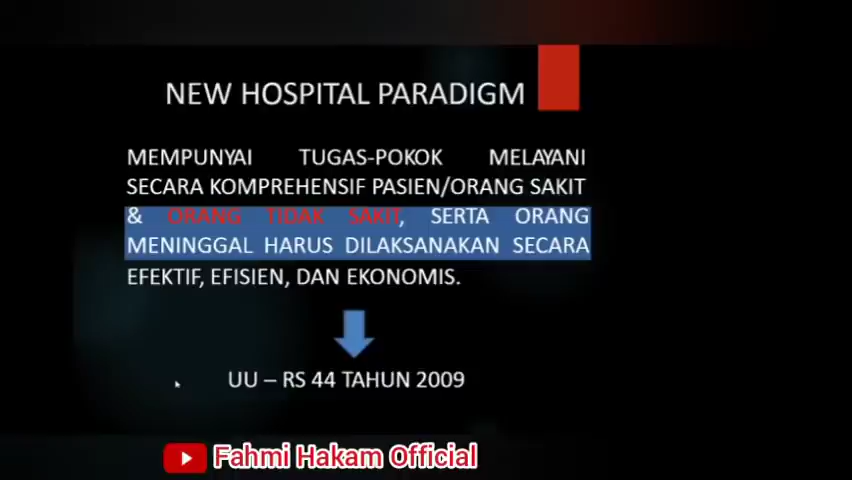 NEW HOSPITAL PARADIGM
MEMPUNYAI TUGAS-POKOK MELAYANI
SECARA KOMPREHENSIF PASIEN/ORANG SAKIT
& ORANG TIDAK SAKIT, SERTA ORANG
MENINGGAL HARUS DILAKSANAKAN SECARA
EFEKTIF, EFISIEN, DAN EKONOMIS.
UU – RS 44 TAHUN 2009
Fahmi Hakam Official